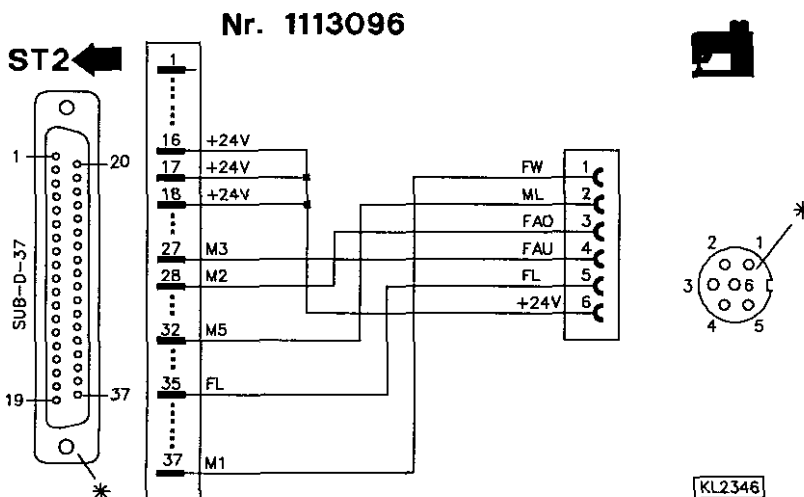 Nr. 1113096
ST2
SUB-D-37
1
20
19
37
*
1
16 +24V
17 +24V
18 +24V
27 M3
28 M2
32 M5
35 FL
37 M1
FW 1
ML 2
FAO 3
FAU 4
FL 5
+24V 6
*
2 1
3 6
4 5
KL2346